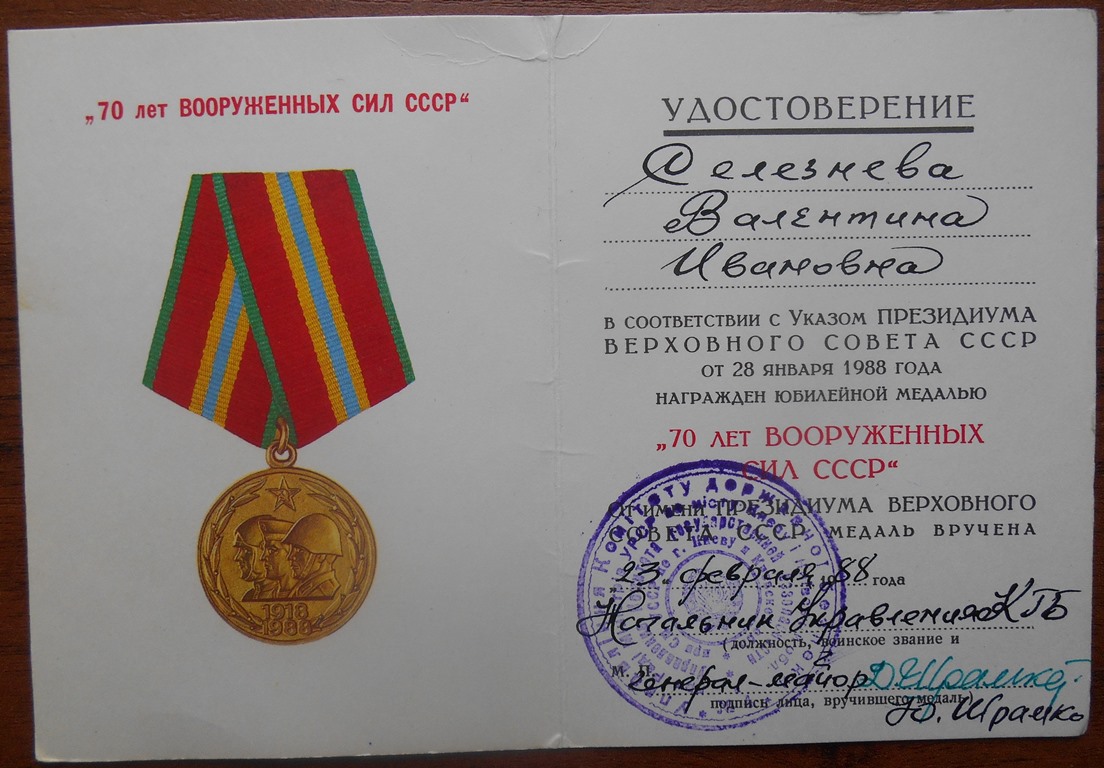 „70 лет ВООРУЖЕННЫХ СИЛ СССР“
1918
1988
УДОСТОВЕРЕНИЕ
Селезнева
Валентина
Ивановна
В СООТВЕТСТВИИ С УКАЗОМ ПРЕЗИДИУМА
ВЕРХОВНОГО СОВЕТА СССР
ОТ 28 ЯНВАРЯ 1988 ГОДА
НАГРАЖДЕН ЮБИЛЕЙНОЙ МЕДАЛЬЮ
„70 ЛЕТ ВООРУЖЕННЫХ
СИЛ СССР“
ОТ ИМЕНИ ПРЕЗИДИУМА ВЕРХОВНОГО
СОВЕТА СССР МЕДАЛЬ ВРУЧЕНА
„23“ февраля 1988 года
Начальник Управления КГБ
(должность, воинское звание и
М. П. генерал-майор
подпись лица, вручившего медаль)
Ю. Шрамко